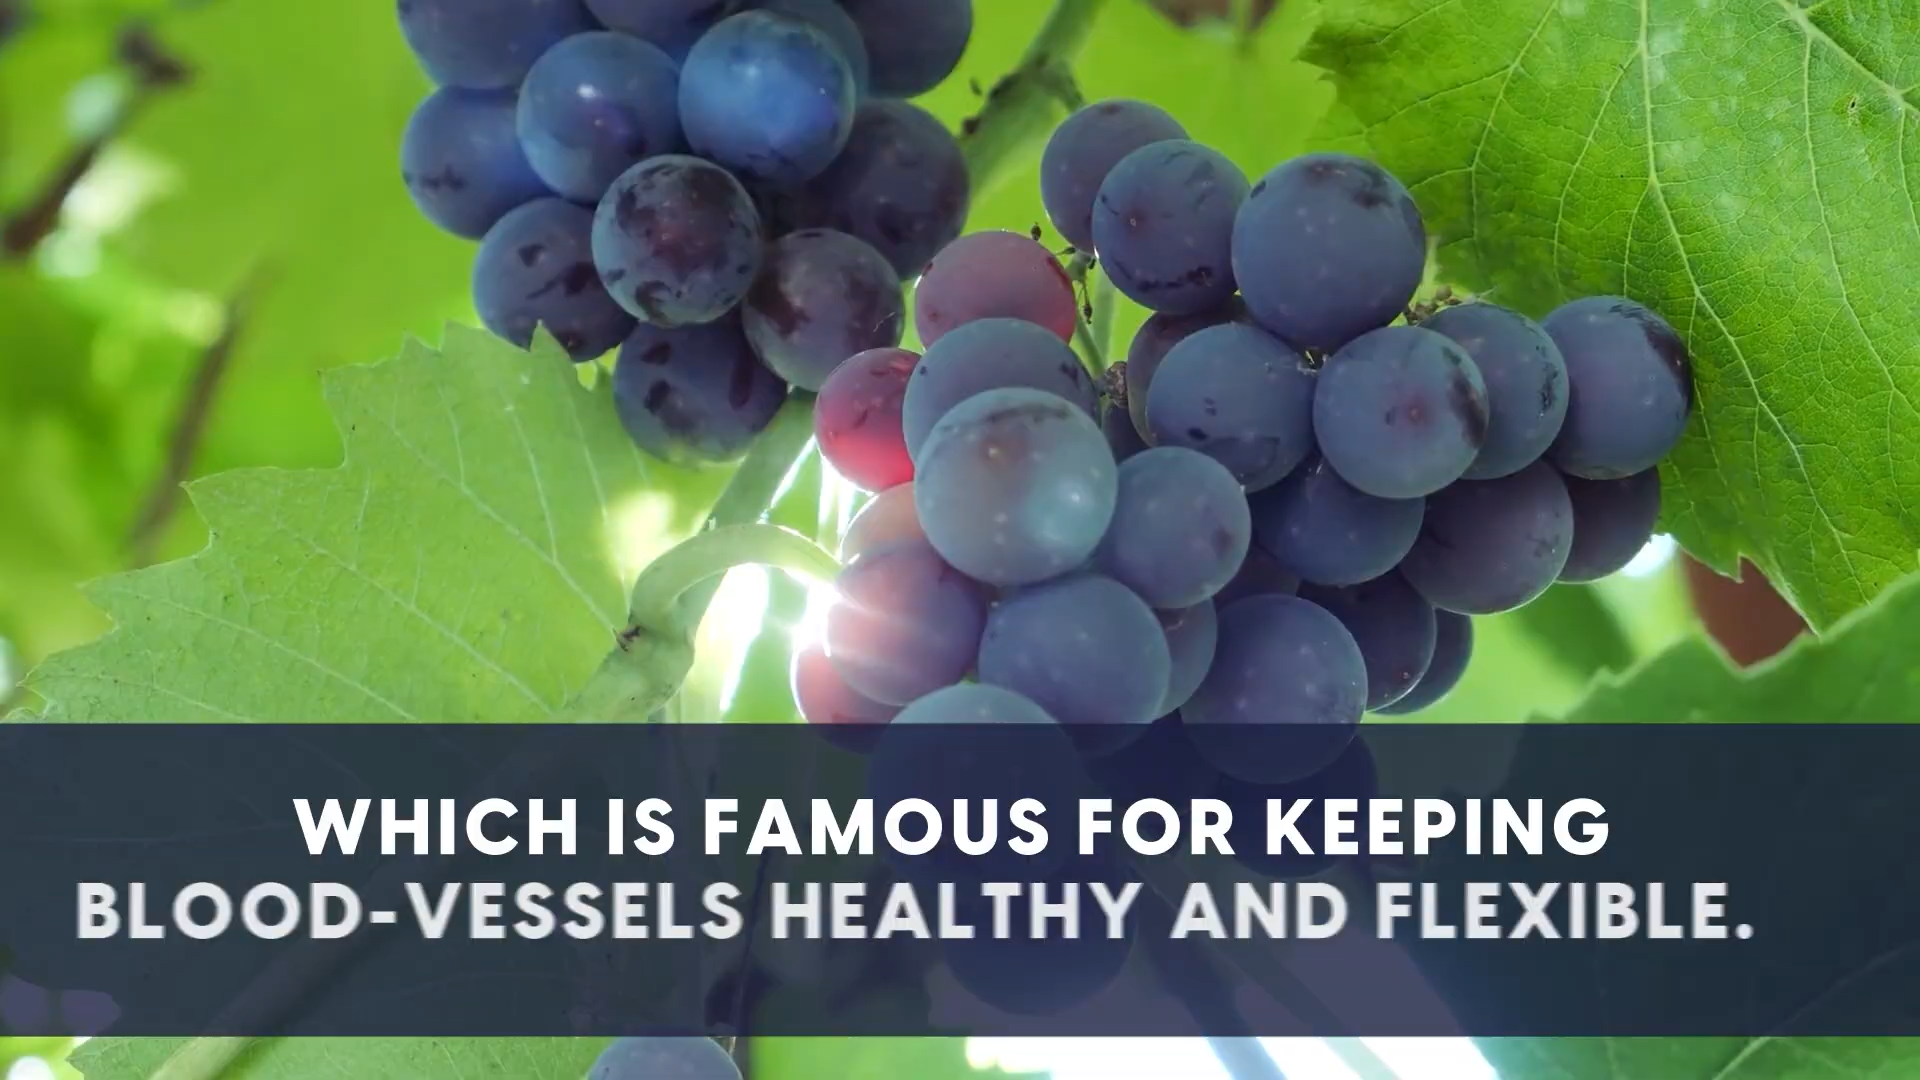 WHICH IS FAMOUS FOR KEEPING
BLOOD-VESSELS HEALTHY AND FLEXIBLE.